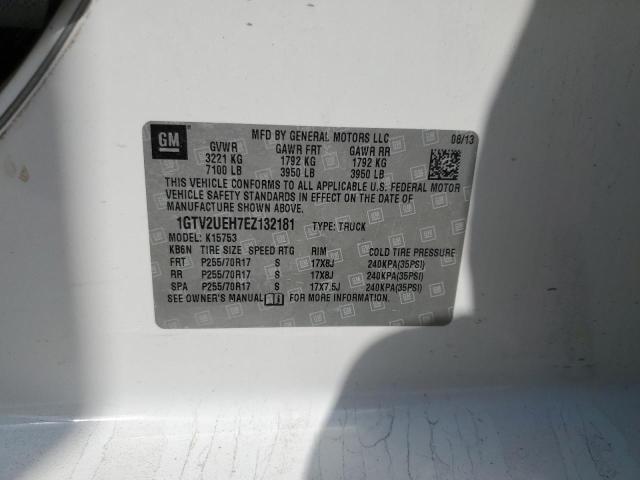 GM
MFD BY GENERAL MOTORS LLC 08/13
GVWR GAWR FRT GAWR RR
3221 KG 1792 KG 1792 KG
7100 LB 3950 LB 3950 LB
THIS VEHICLE CONFORMS TO ALL APPLICABLE U.S. FEDERAL MOTOR
VEHICLE SAFETY STANDARDS IN EFFECT ON THE DATE OF
MANUFACTURE SHOWN ABOVE.
1GTV2UEH7EZ132181 TYPE: TRUCK
MODEL: K15753
KB6N TIRE SIZE SPEED RTG RIM COLD TIRE PRESSURE
FRT P255/70R17 S 17X8J 240KPA(35PSI)
RR P255/70R17 S 17X8J 240KPA(35PSI)
SPA P255/70R17 S 17X7.5J 240KPA(35PSI)
SEE OWNER'S MANUAL FOR MORE INFORMATION.